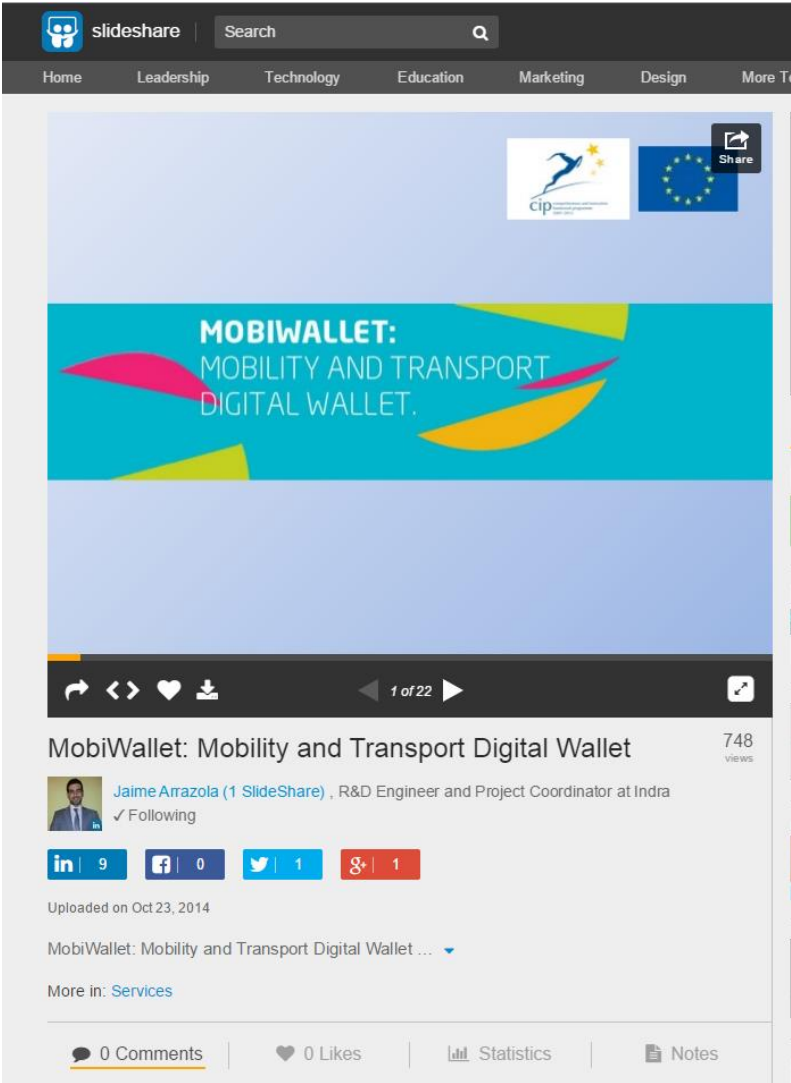 slideshare Search
Home Leadership Technology Education Marketing Design More T
Share
cip
MOBIWALLET:
MOBILITY AND TRANSPORT
DIGITAL WALLET.
1 of 22
MobiWallet: Mobility and Transport Digital Wallet
748
views
Jaime Arrazola (1 SlideShare) , R&D Engineer and Project Coordinator at Indra
✓ Following
in
in 9 0 1 g+ 1
Uploaded on Oct 23, 2014
MobiWallet: Mobility and Transport Digital Wallet ...
More in: Services
0 Comments 0 Likes Statistics Notes